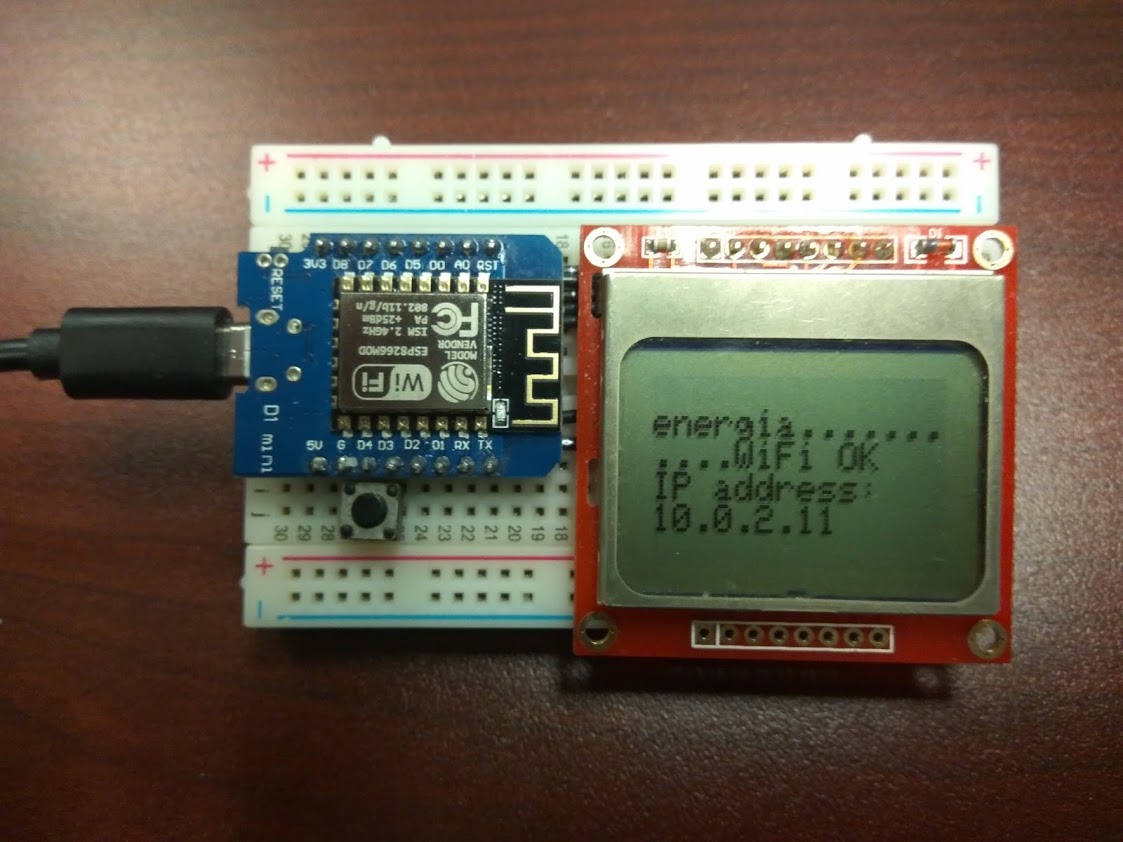 + +
- -
30
18
RESET
3V3 D8 D7 D6 D5 D0 A0 RST
D1
MODEL ESP8266MOD
VENDOR
ISM 2.4GHz
PA +25dBm
802.11b/g/n
FC
WiFi
D1 mini
5V G D4 D3 D2 D1 RX TX
energia.......
....WiFi OK
IP address:
10.0.2.11
i
j
30 29 28 24 23 22 21 20 19 18
+
-